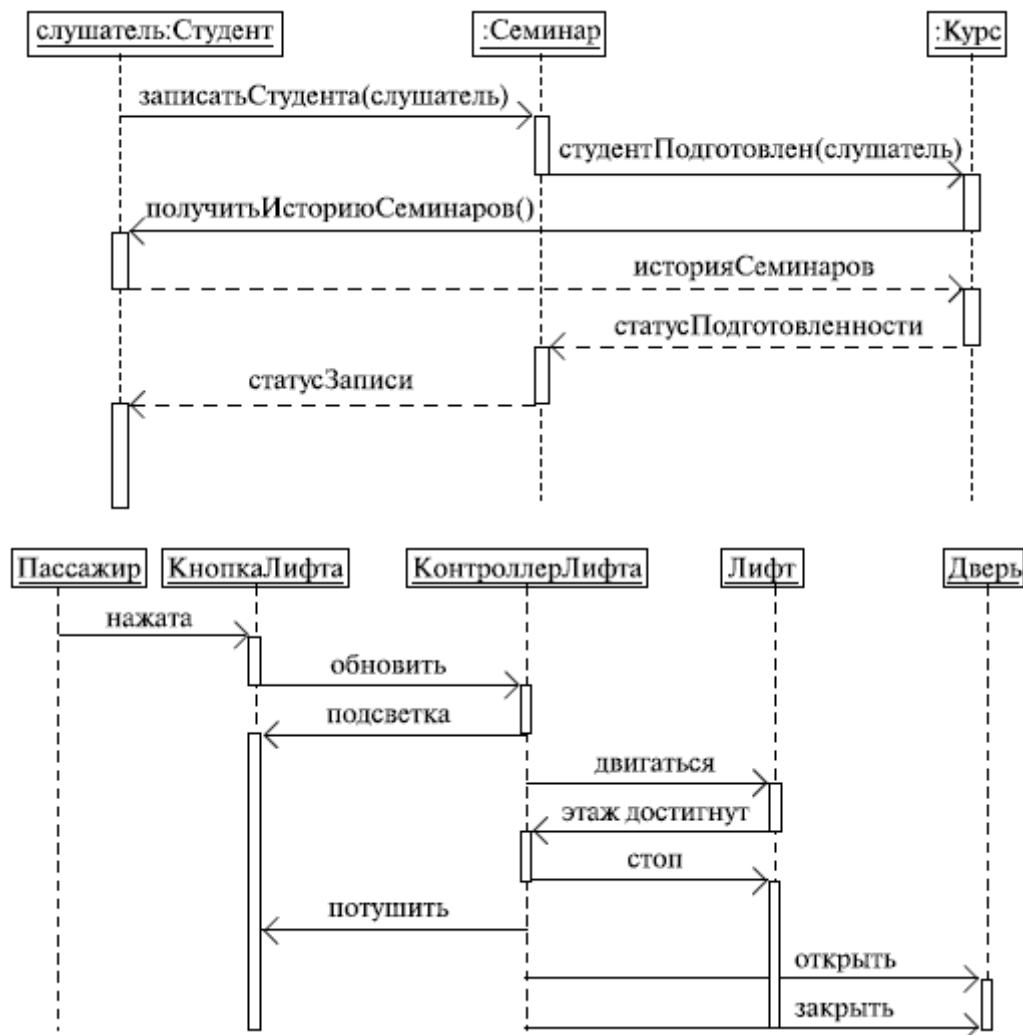 слушатель:Студент :Семинар :Курс
записатьСтудента(слушатель)
студентПодготовлен(слушатель)
получитьИсториюСеминаров()
историяСеминаров
статусПодготовленности
статусЗаписи
Пассажир КнопкаЛифта КонтроллерЛифта Лифт Дверь
нажата
обновить
подсветка
двигаться
этаж достигнут
стоп
потушить
открыть
закрыть